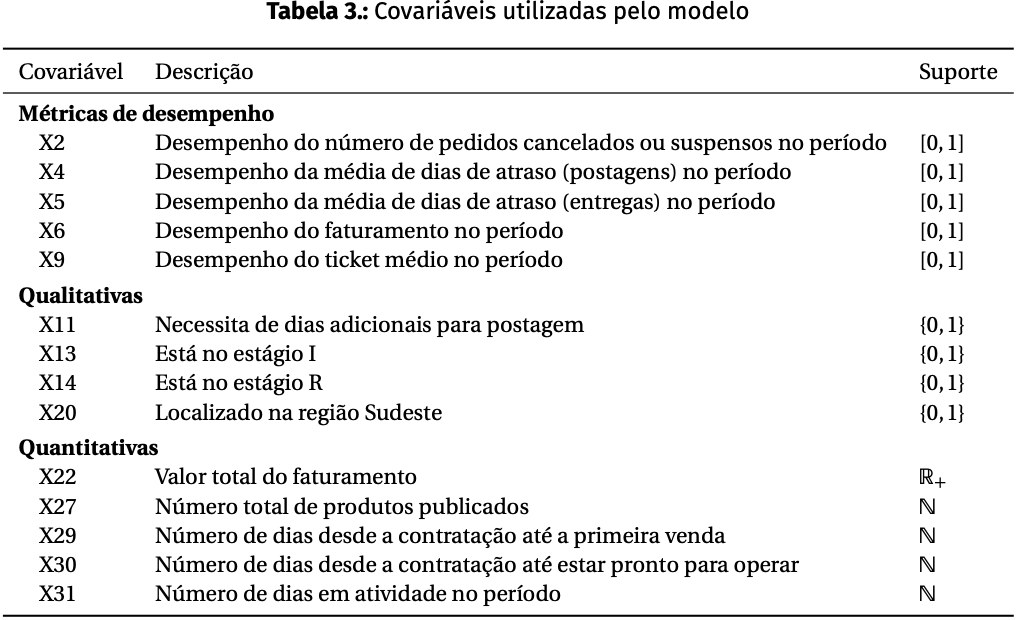 Tabela 3.: Covariáveis utilizadas pelo modelo
Covariável Descrição Suporte
Métricas de desempenho
X2 Desempenho do número de pedidos cancelados ou suspensos no período [0, 1]
X4 Desempenho da média de dias de atraso (postagens) no período [0, 1]
X5 Desempenho da média de dias de atraso (entregas) no período [0, 1]
X6 Desempenho do faturamento no período [0, 1]
X9 Desempenho do ticket médio no período [0, 1]
Qualitativas
X11 Necessita de dias adicionais para postagem {0, 1}
X13 Está no estágio I {0, 1}
X14 Está no estágio R {0, 1}
X20 Localizado na região Sudeste {0, 1}
Quantitativas
X22 Valor total do faturamento ℝ₊
X27 Número total de produtos publicados ℕ
X29 Número de dias desde a contratação até a primeira venda ℕ
X30 Número de dias desde a contratação até estar pronto para operar ℕ
X31 Número de dias em atividade no período ℕ